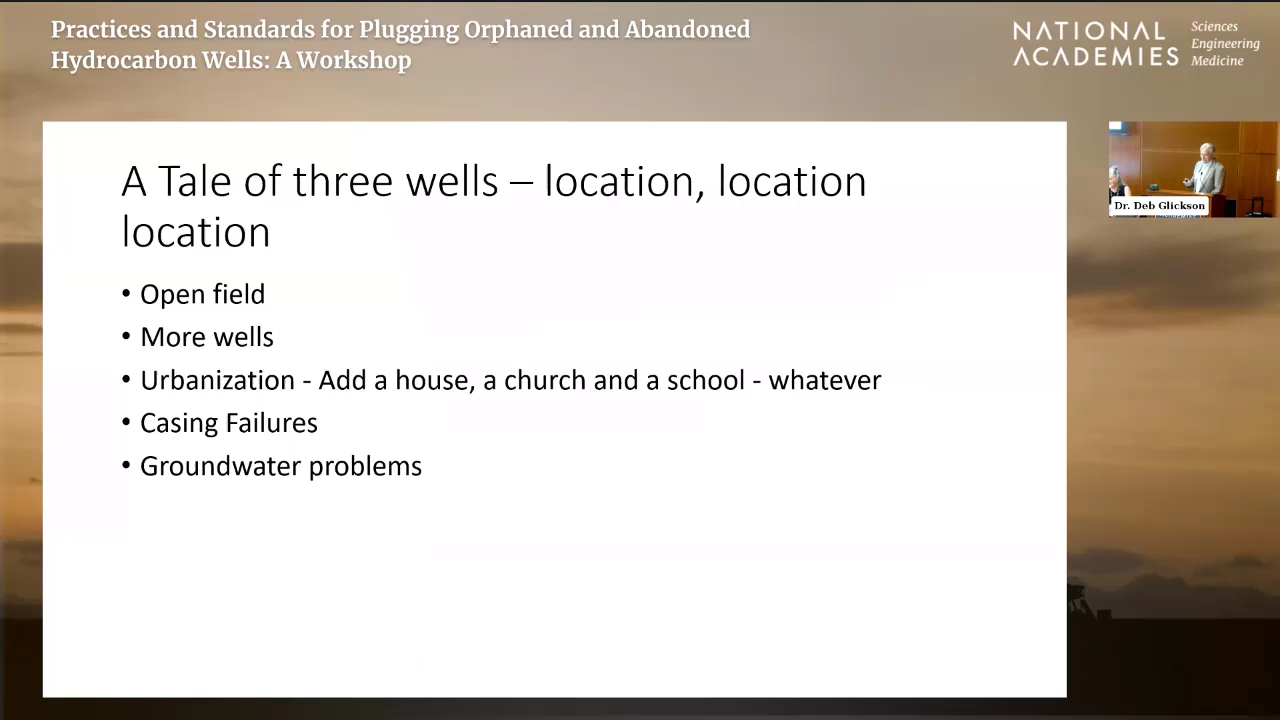 Practices and Standards for Plugging Orphaned and Abandoned
Hydrocarbon Wells: A Workshop
NATIONAL
ACADEMIES
Sciences
Engineering
Medicine
A Tale of three wells – location, location
location
• Open field
• More wells
• Urbanization - Add a house, a church and a school - whatever
• Casing Failures
• Groundwater problems
Dr. Deb Glickson